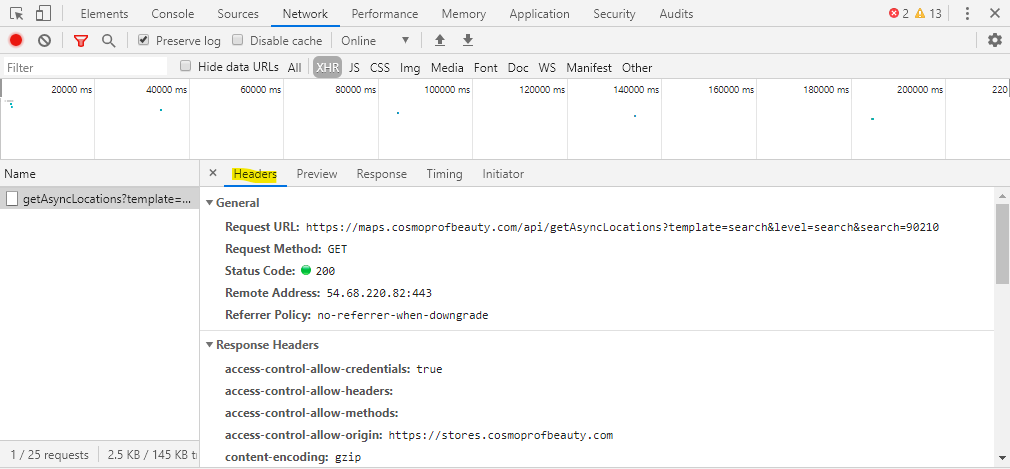 Elements Console Sources Network Performance Memory Application Security Audits 2 13
Preserve log Disable cache Online
Filter Hide data URLs All XHR JS CSS Img Media Font Doc WS Manifest Other
20000 ms 40000 ms 60000 ms 80000 ms 100000 ms 120000 ms 140000 ms 160000 ms 180000 ms 200000 ms 220
Name Headers Preview Response Timing Initiator
getAsyncLocations?template=...
General
Request URL: https://maps.cosmoprofbeauty.com/api/getAsyncLocations?template=search&level=search&search=90210
Request Method: GET
Status Code: 200
Remote Address: 54.68.220.82:443
Referrer Policy: no-referrer-when-downgrade
Response Headers
access-control-allow-credentials: true
access-control-allow-headers:
access-control-allow-methods:
access-control-allow-origin: https://stores.cosmoprofbeauty.com
content-encoding: gzip
1 / 25 requests 2.5 KB / 145 KB tr